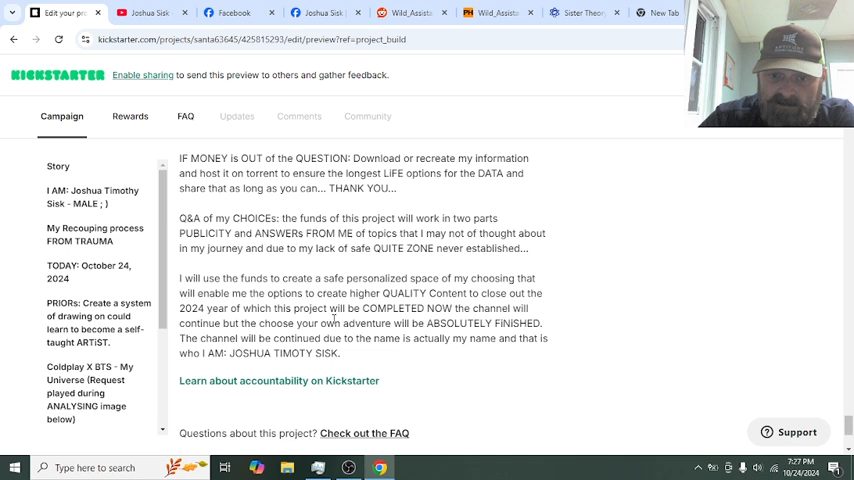 Edit your pro
Joshua Sisk -
Facebook
Joshua Sisk
Wild_Assista
Wild_Assista
Sister Theory
New Tab
kickstarter.com/projects/santa63645/425815293/edit/preview?ref=project_build
KICKSTARTER
Enable sharing to send this preview to others and gather feedback.
Campaign
Rewards
FAQ
Updates
Comments
Community
Story
I AM: Joshua Timothy
Sisk - MALE ; )
My Recouping process
FROM TRAUMA
TODAY: October 24,
2024
PRIORs: Create a system
of drawing on could
learn to become a self-
taught ARTiST.
Coldplay X BTS - My
Universe (Request
played during
ANALYSING image
below)
IF MONEY is OUT of the QUESTION: Download or recreate my information
and host it on torrent to ensure the longest LiFE options for the DATA and
share that as long as you can... THANK YOU...
Q&A of my CHOICEs: the funds of this project will work in two parts
PUBLICITY and ANSWERs FROM ME of topics that I may not of thought about
in my journey and due to my lack of safe QUITE ZONE never established...
I will use the funds to create a safe personalized space of my choosing that
will enable me the options to create higher QUALITY Content to close out the
2024 year of which this project will be COMPLETED NOW the channel will
continue but the choose your own adventure will be ABSOLUTELY FiNiSHED.
The channel will be continued due to the name is actually my name and that is
who I AM: JOSHUA TIMOTY SISK.
Learn about accountability on Kickstarter
Questions about this project? Check out the FAQ
Support
Type here to search
7:27 PM
10/24/2024